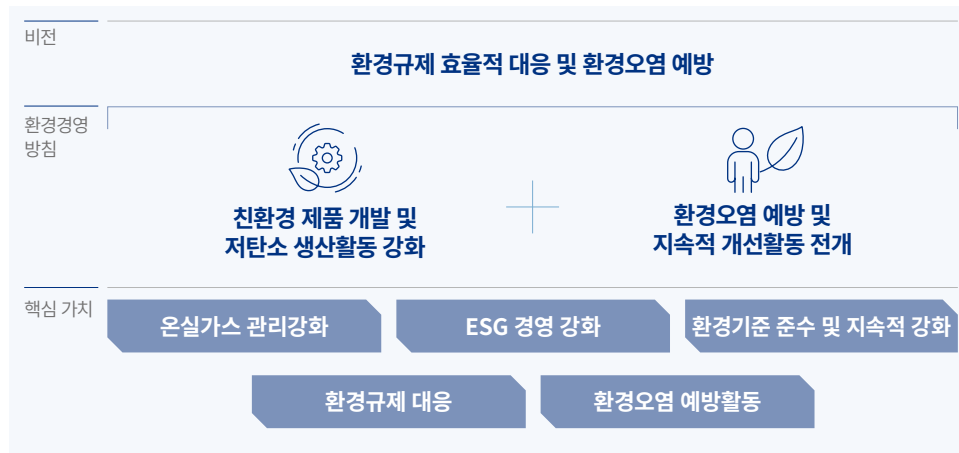 비전
환경규제 효율적 대응 및 환경오염 예방
환경경영
방침
친환경 제품 개발 및
저탄소 생산활동 강화
환경오염 예방 및
지속적 개선활동 전개
핵심 가치
온실가스 관리강화
ESG 경영 강화
환경기준 준수 및 지속적 강화
환경규제 대응
환경오염 예방활동